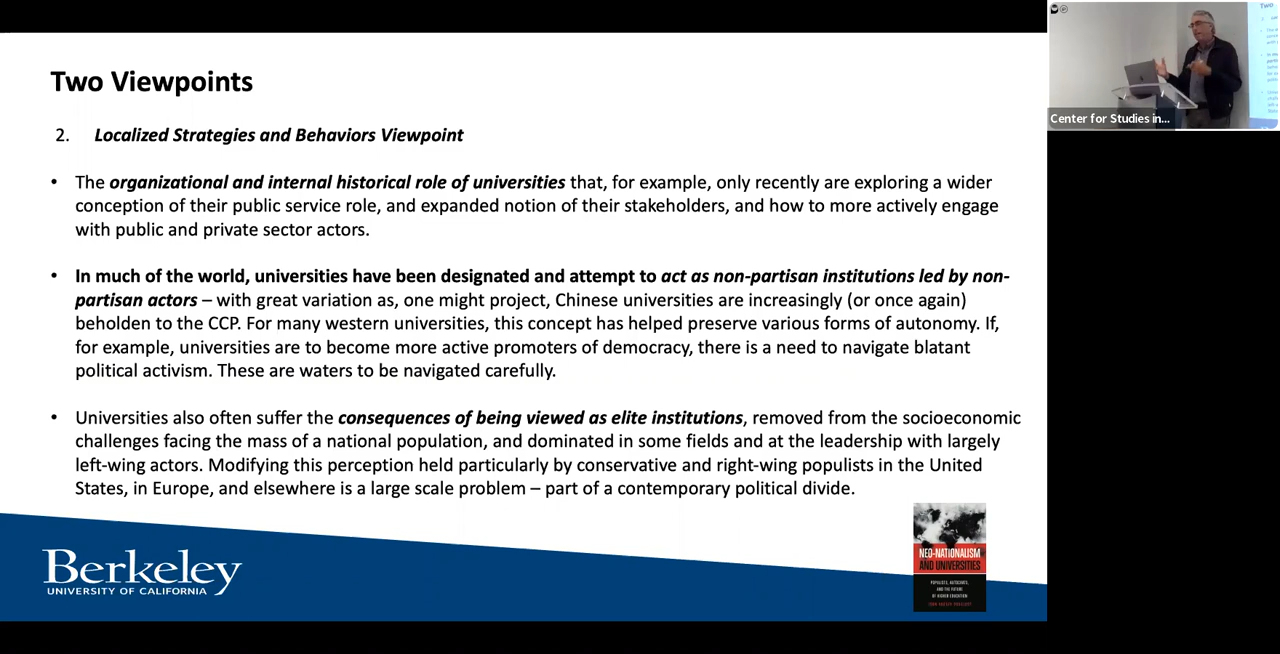 Two Viewpoints
2. Localized Strategies and Behaviors Viewpoint
• The organizational and internal historical role of universities that, for example, only recently are exploring a wider
conception of their public service role, and expanded notion of their stakeholders, and how to more actively engage
with public and private sector actors.
• In much of the world, universities have been designated and attempt to act as non-partisan institutions led by non-
partisan actors – with great variation as, one might project, Chinese universities are increasingly (or once again)
beholden to the CCP. For many western universities, this concept has helped preserve various forms of autonomy. If,
for example, universities are to become more active promoters of democracy, there is a need to navigate blatant
political activism. These are waters to be navigated carefully.
• Universities also often suffer the consequences of being viewed as elite institutions, removed from the socioeconomic
challenges facing the mass of a national population, and dominated in some fields and at the leadership with largely
left-wing actors. Modifying this perception held particularly by conservative and right-wing populists in the United
States, in Europe, and elsewhere is a large scale problem – part of a contemporary political divide.
Berkeley
UNIVERSITY OF CALIFORNIA
NEO-NATIONALISM
AND UNIVERSITIES
POPULISTS, AUTOCRATS,
AND THE FUTURE
OF HIGHER EDUCATION
Center for Studies in...
Two